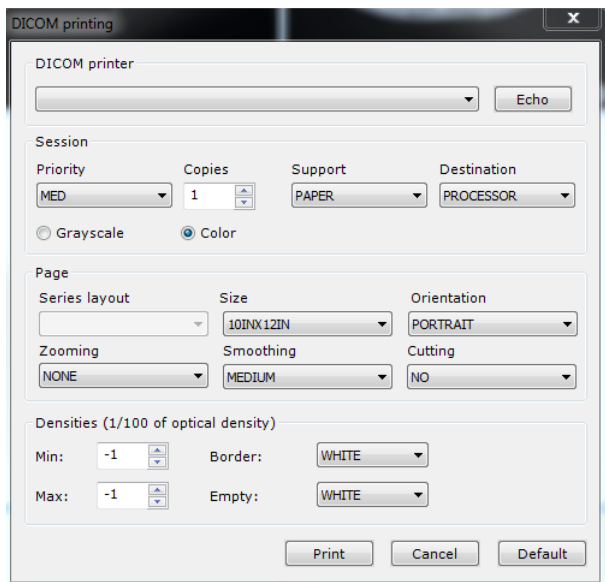 DICOM printing
x
DICOM printer
Echo
Session
Priority Copies Support Destination
MED 1 PAPER PROCESSOR
Grayscale Color
Page
Series layout Size Orientation
10INX12IN PORTRAIT
Zooming Smoothing Cutting
NONE MEDIUM NO
Densities (1/100 of optical density)
Min: -1 Border: WHITE
Max: -1 Empty: WHITE
Print Cancel Default